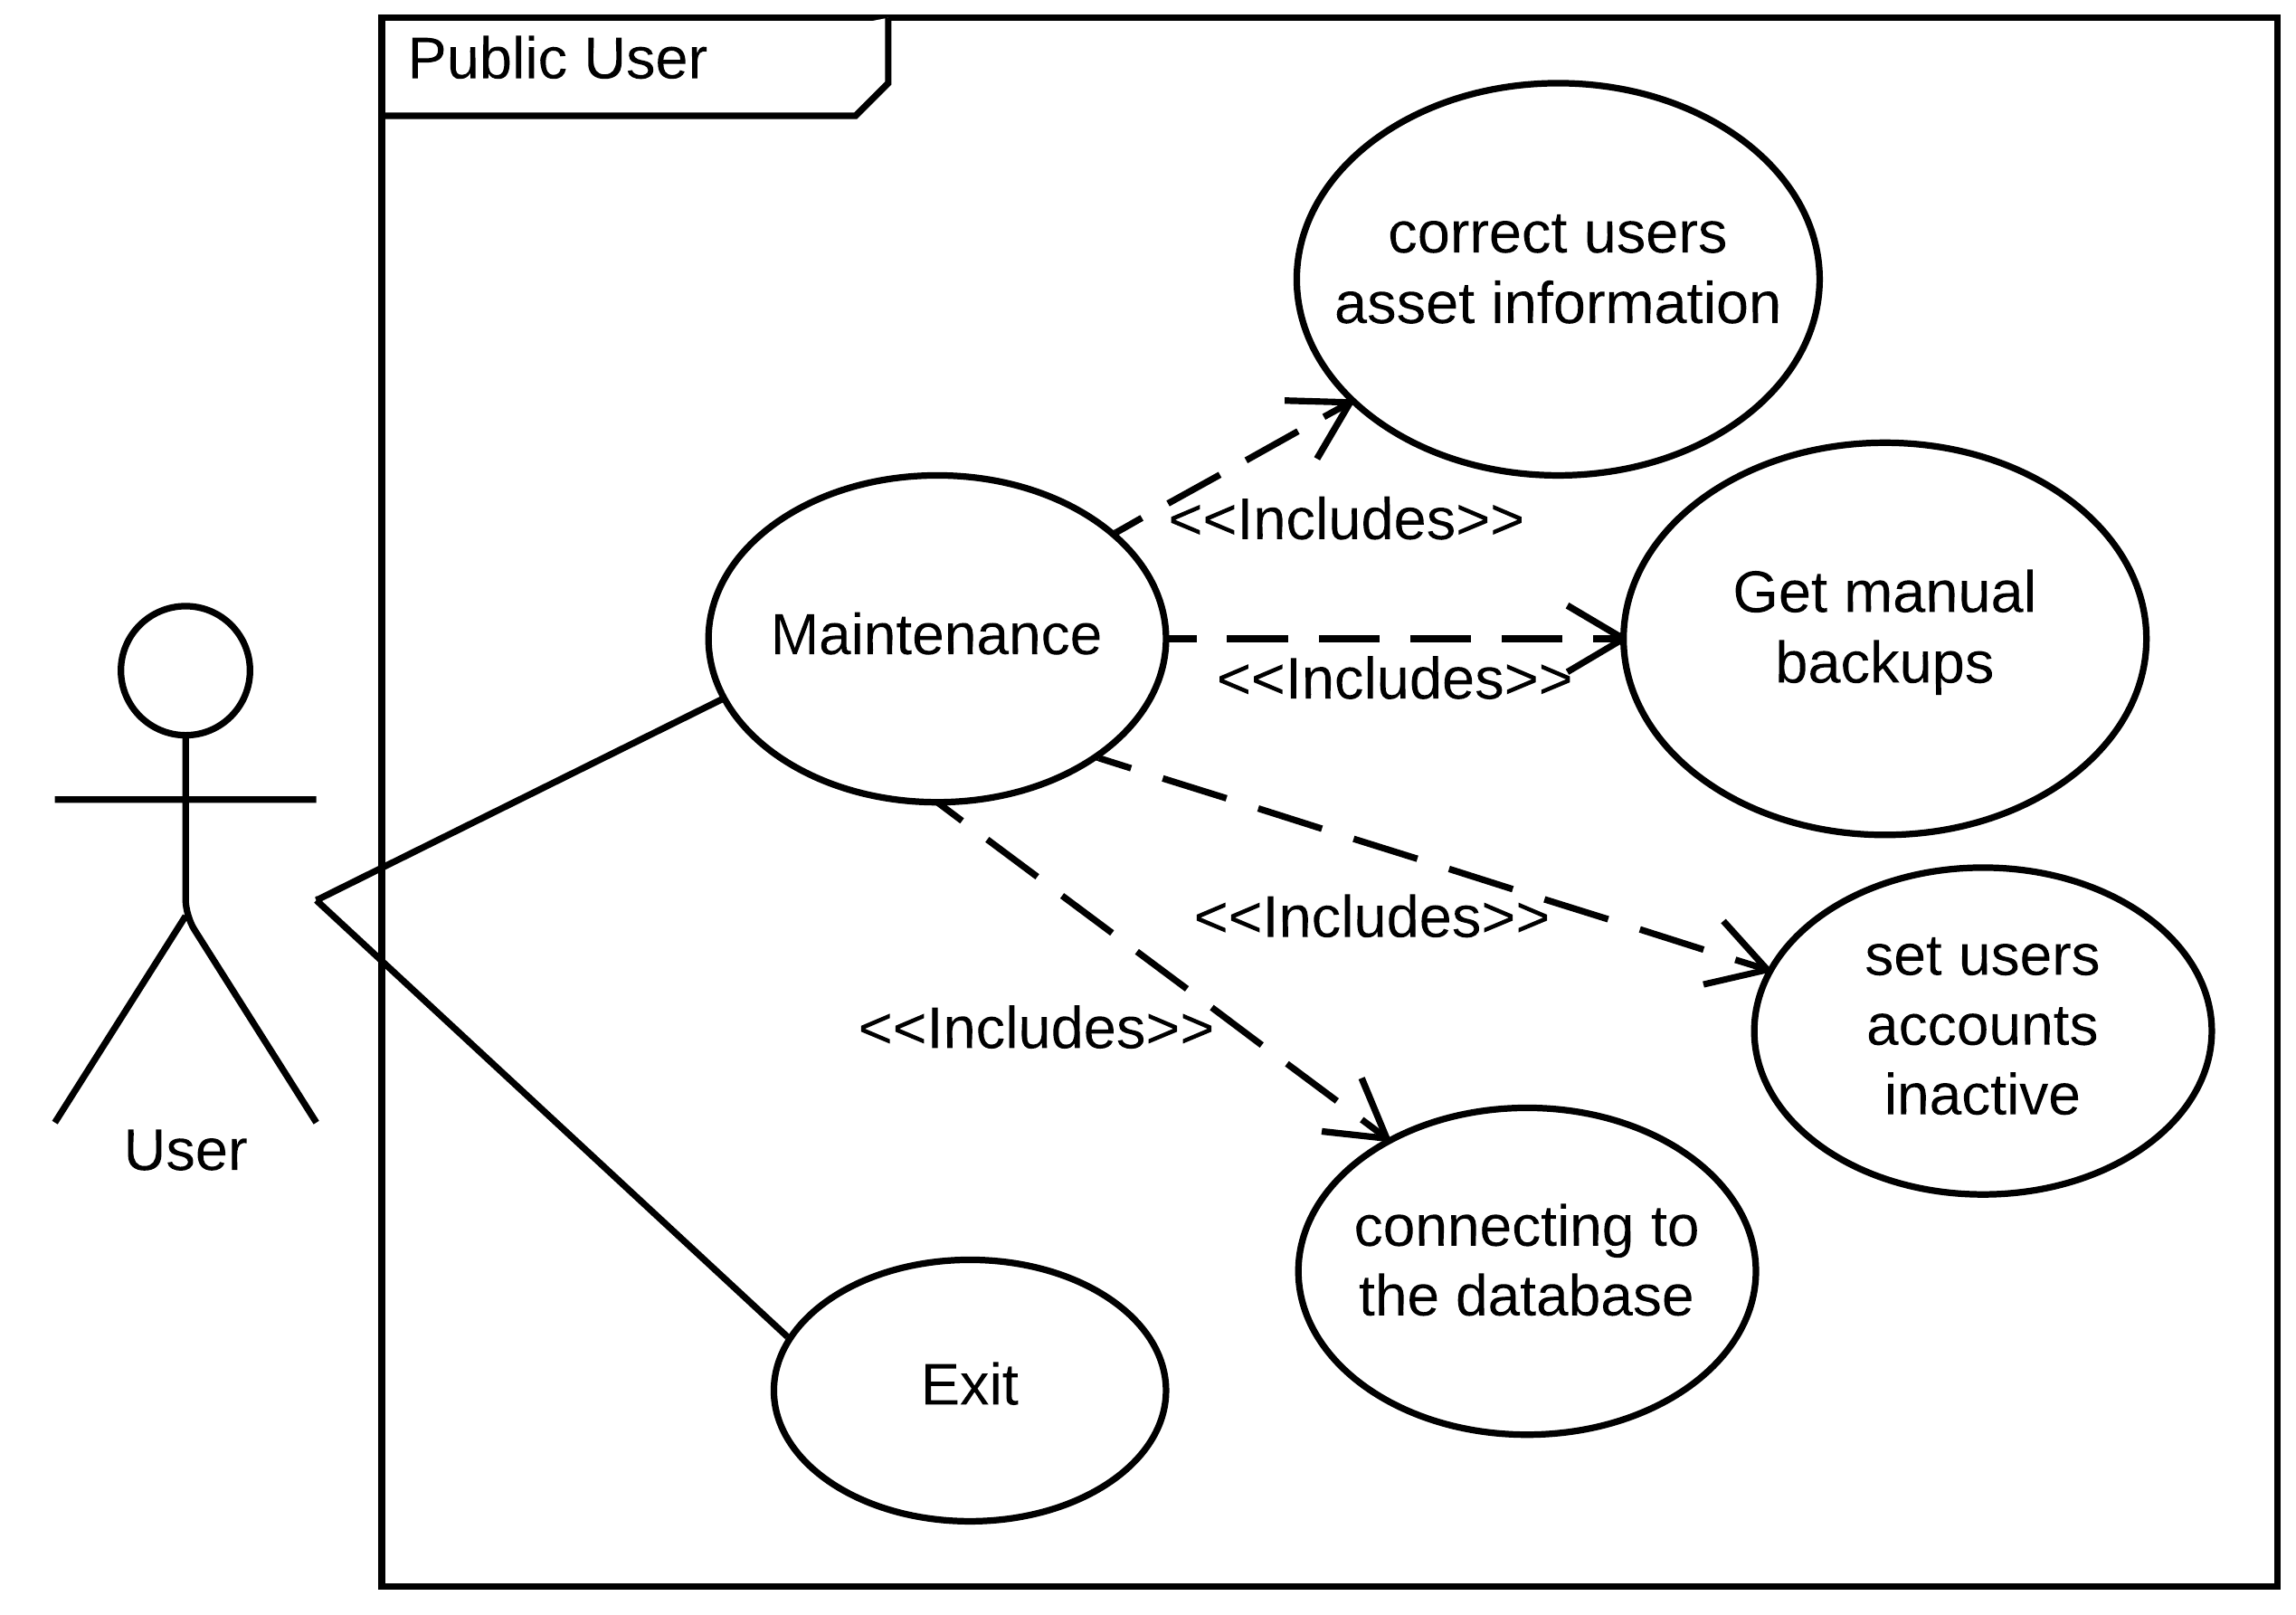 Public User
correct users
asset information
<<Includes>>
Maintenance
Get manual
backups
<<Includes>>
<<Includes>>
set users
accounts
inactive
<<Includes>>
User
connecting to
the database
Exit